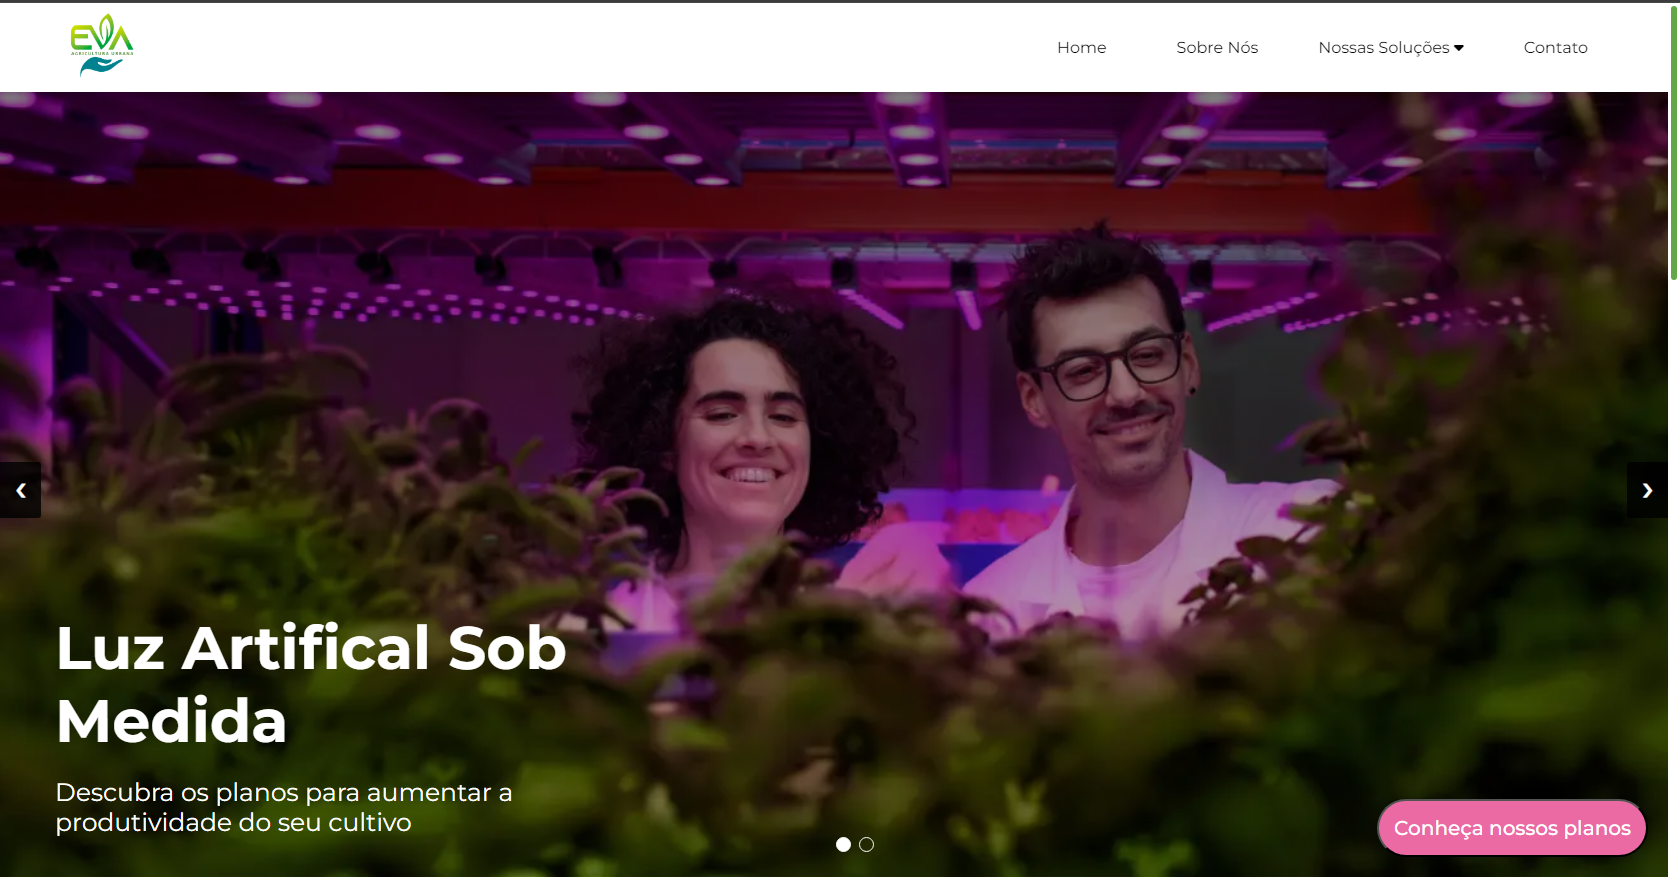 EVA
AGRICULTURA URBANA
Home
Sobre Nós
Nossas Soluções
Contato
Luz Artifical Sob
Medida
Descubra os planos para aumentar a
produtividade do seu cultivo
Conheça nossos planos